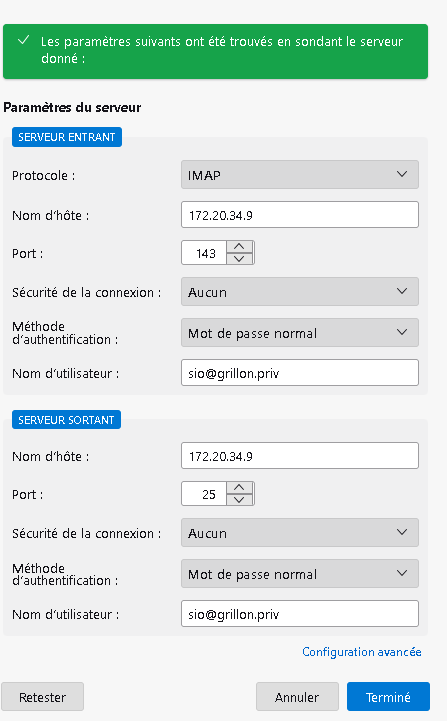 Les paramètres suivants ont été trouvés en sondant le serveur
donné :
Paramètres du serveur
SERVEUR ENTRANT
Protocole : IMAP
Nom d'hôte : 172.20.34.9
Port : 143
Sécurité de la connexion : Aucun
Méthode
d'authentification : Mot de passe normal
Nom d'utilisateur : sio@grillon.priv
SERVEUR SORTANT
Nom d'hôte : 172.20.34.9
Port : 25
Sécurité de la connexion : Aucun
Méthode
d'authentification : Mot de passe normal
Nom d'utilisateur : sio@grillon.priv
Configuration avancée
Retester Annuler Terminé